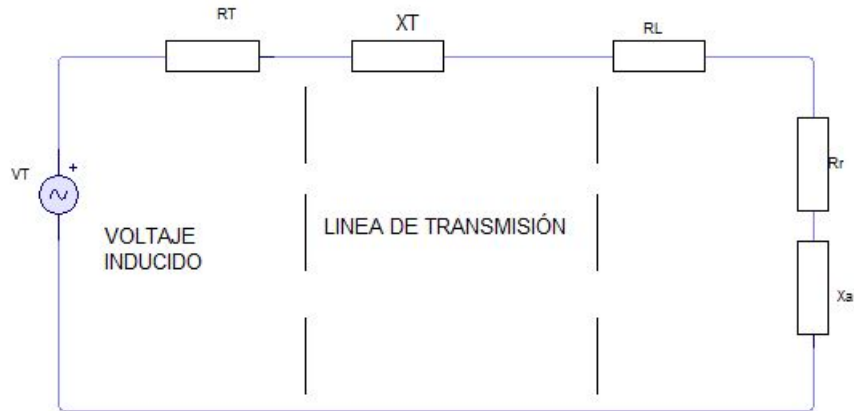 RT
XT
RL
Rr
VT
+
VOLTAJE
INDUCIDO
LINEA DE TRANSMISIÓN
Xa